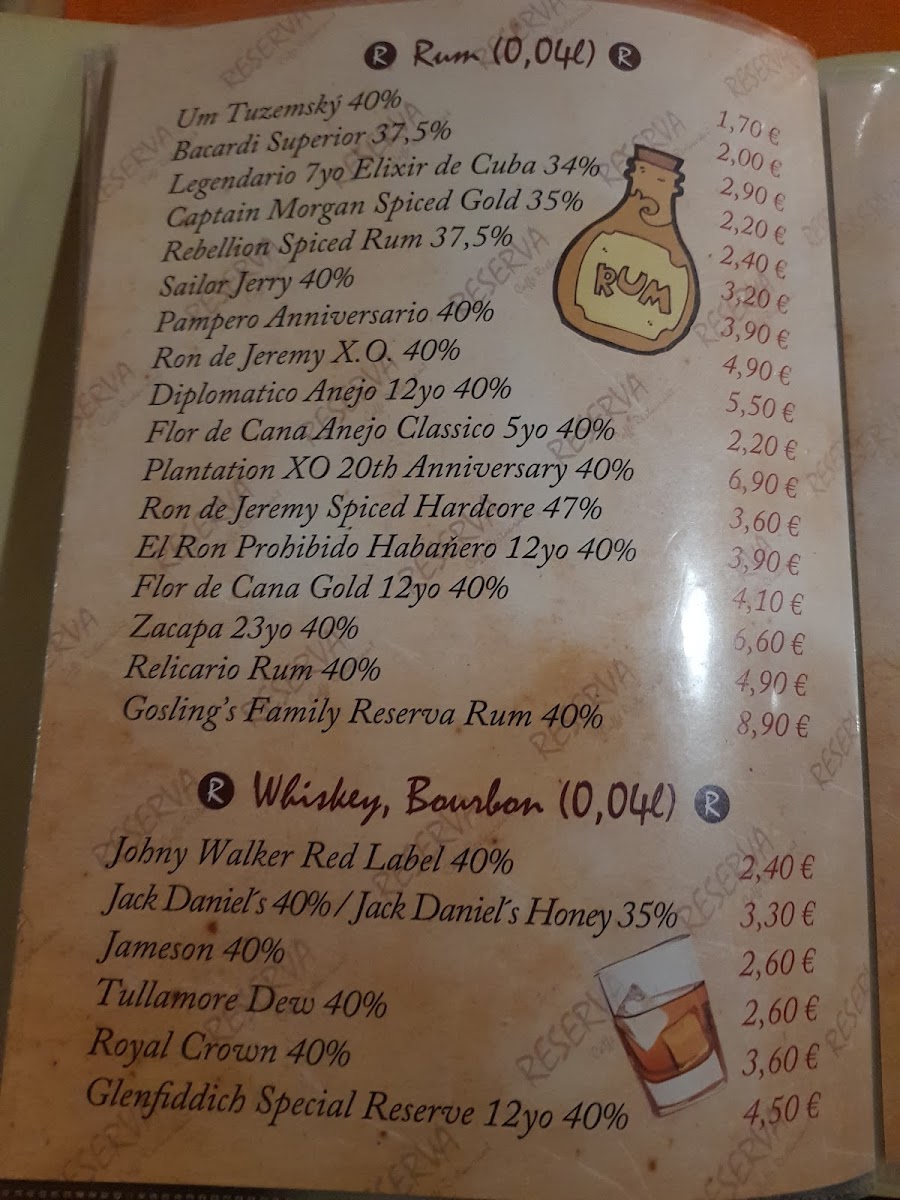 R Rum (0,04l) R
Um Tuzemský 40% 1,70 €
Bacardi Superior 37,5% 2,00 €
Legendario 7yo Elixir de Cuba 34% 2,90 €
Captain Morgan Spiced Gold 35% 2,20 €
Rebellion Spiced Rum 37,5% 2,40 €
Sailor Jerry 40% 3,20 €
Pampero Anniversario 40% 3,90 €
Ron de Jeremy X.O. 40% 4,90 €
Diplomatico Anejo 12yo 40% 5,50 €
Flor de Cana Anejo Classico 5yo 40% 2,20 €
Plantation XO 20th Anniversary 40% 6,90 €
Ron de Jeremy Spiced Hardcore 47% 3,60 €
El Ron Prohibido Habaňero 12yo 40% 3,90 €
Flor de Cana Gold 12yo 40% 4,10 €
Zacapa 23yo 40% 6,60 €
Relicario Rum 40% 4,90 €
Gosling's Family Reserva Rum 40% 8,90 €
RUM
R Whiskey, Bourbon (0,04l) R
Johny Walker Red Label 40% 2,40 €
Jack Daniel´s 40% / Jack Daniel´s Honey 35% 3,30 €
Jameson 40% 2,60 €
Tullamore Dew 40% 2,60 €
Royal Crown 40% 3,60 €
Glenfiddich Special Reserve 12yo 40% 4,50 €
RESERVA